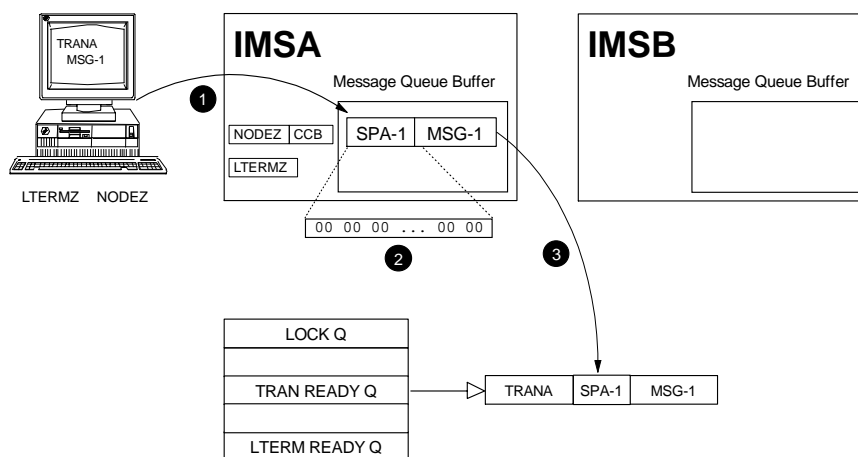 TRANA
MSG-1
LTERMZ NODEZ
1
IMSA
Message Queue Buffer
NODEZ CCB
LTERMZ
SPA-1 MSG-1
00 00 00 ... 00 00
2
3
IMSB
Message Queue Buffer
LOCK Q
TRAN READY Q
LTERM READY Q
TRANA SPA-1 MSG-1